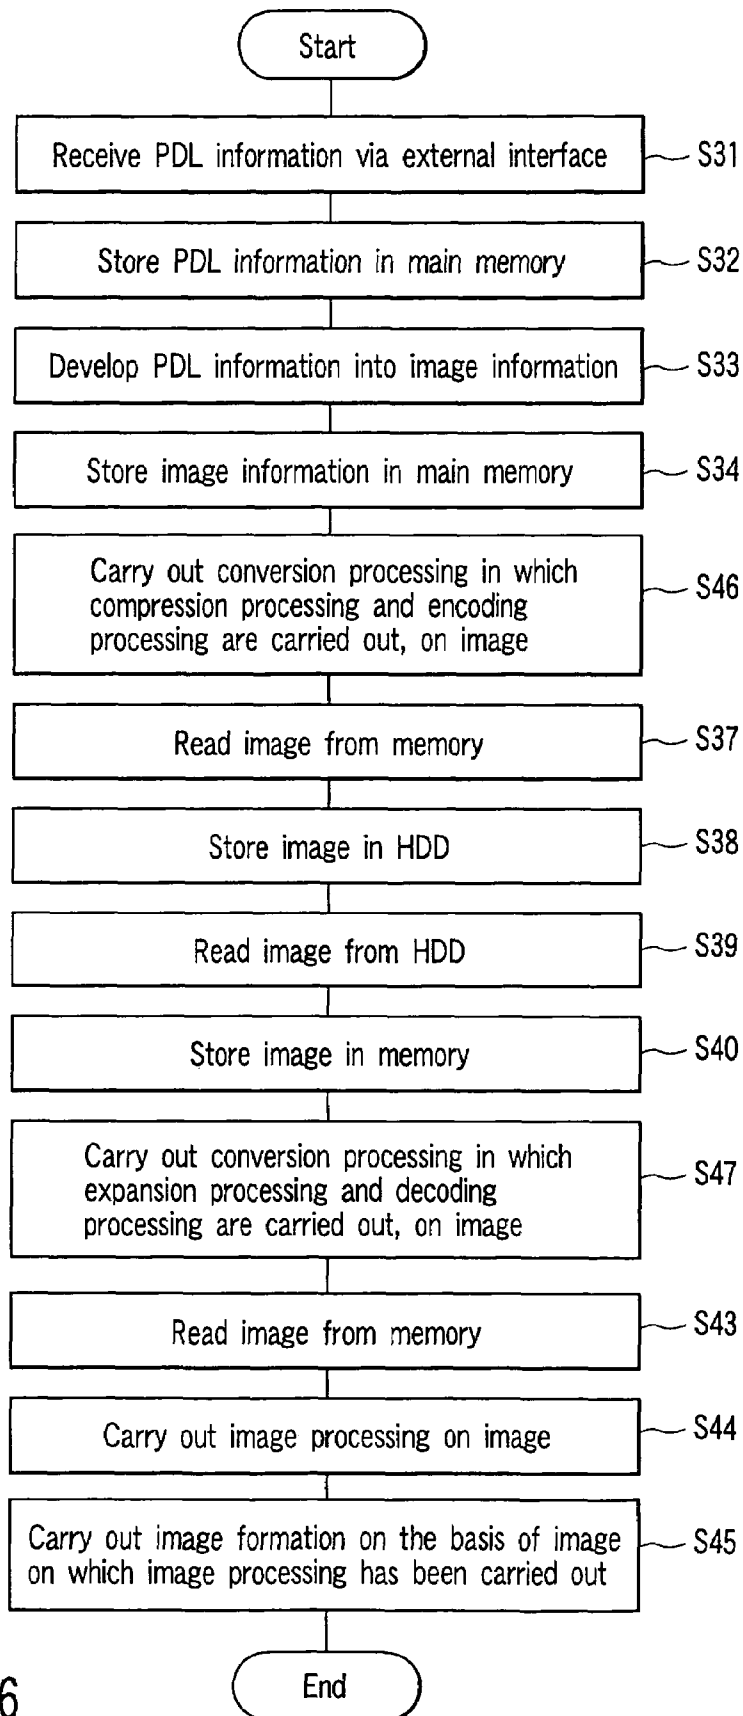 Start
Receive PDL information via external interface
S31
Store PDL information in main memory
S32
Develop PDL information into image information
S33
Store image information in main memory
S34
Carry out conversion processing in which
compression processing and encoding
processing are carried out, on image
S46
Read image from memory
S37
Store image in HDD
S38
Read image from HDD
S39
Store image in memory
S40
Carry out conversion processing in which
expansion processing and decoding
processing are carried out, on image
S47
Read image from memory
S43
Carry out image processing on image
S44
Carry out image formation on the basis of image
on which image processing has been carried out
S45
End
6